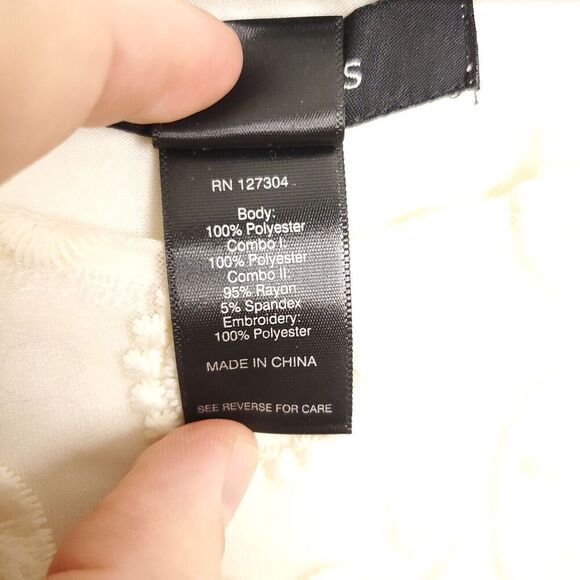 S
RN 127304
Body:
100% Polyester
Combo I:
100% Polyester
Combo II:
95% Rayon
5% Spandex
Embroidery:
100% Polyester
MADE IN CHINA
SEE REVERSE FOR CARE